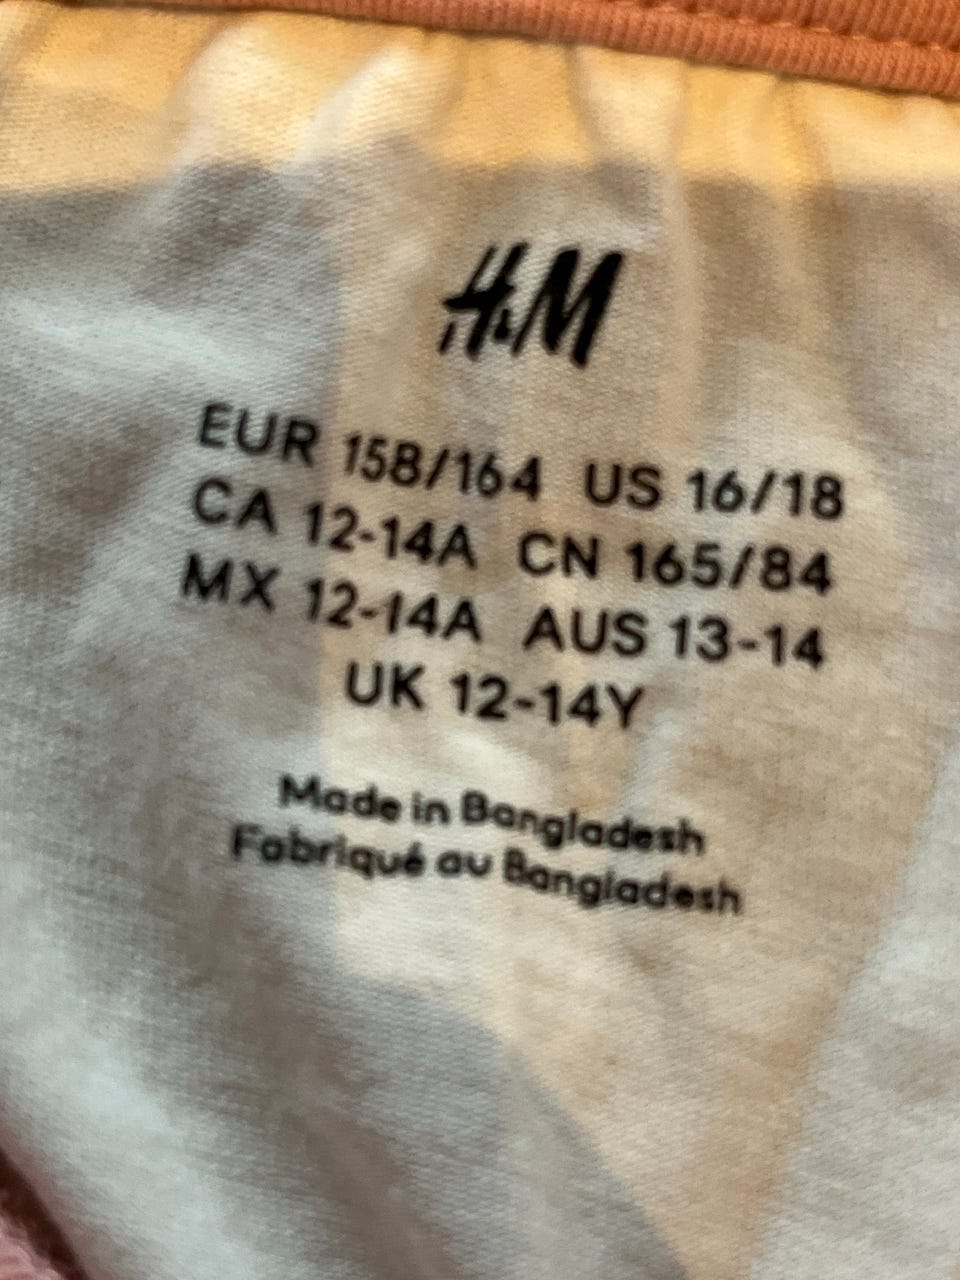 H&M
EUR 158/164 US 16/18
CA 12-14A CN 165/84
MX 12-14A AUS 13-14
UK 12-14Y
Made in Bangladesh
Fabriqué au Bangladesh